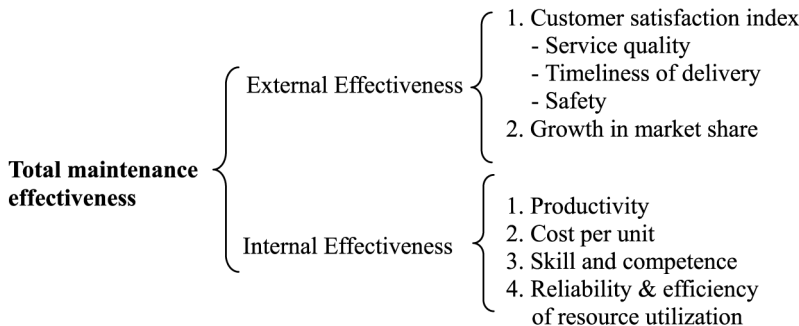 Total maintenance
effectiveness
External Effectiveness
1. Customer satisfaction index
- Service quality
- Timeliness of delivery
- Safety
2. Growth in market share
Internal Effectiveness
1. Productivity
2. Cost per unit
3. Skill and competence
4. Reliability & efficiency
of resource utilization